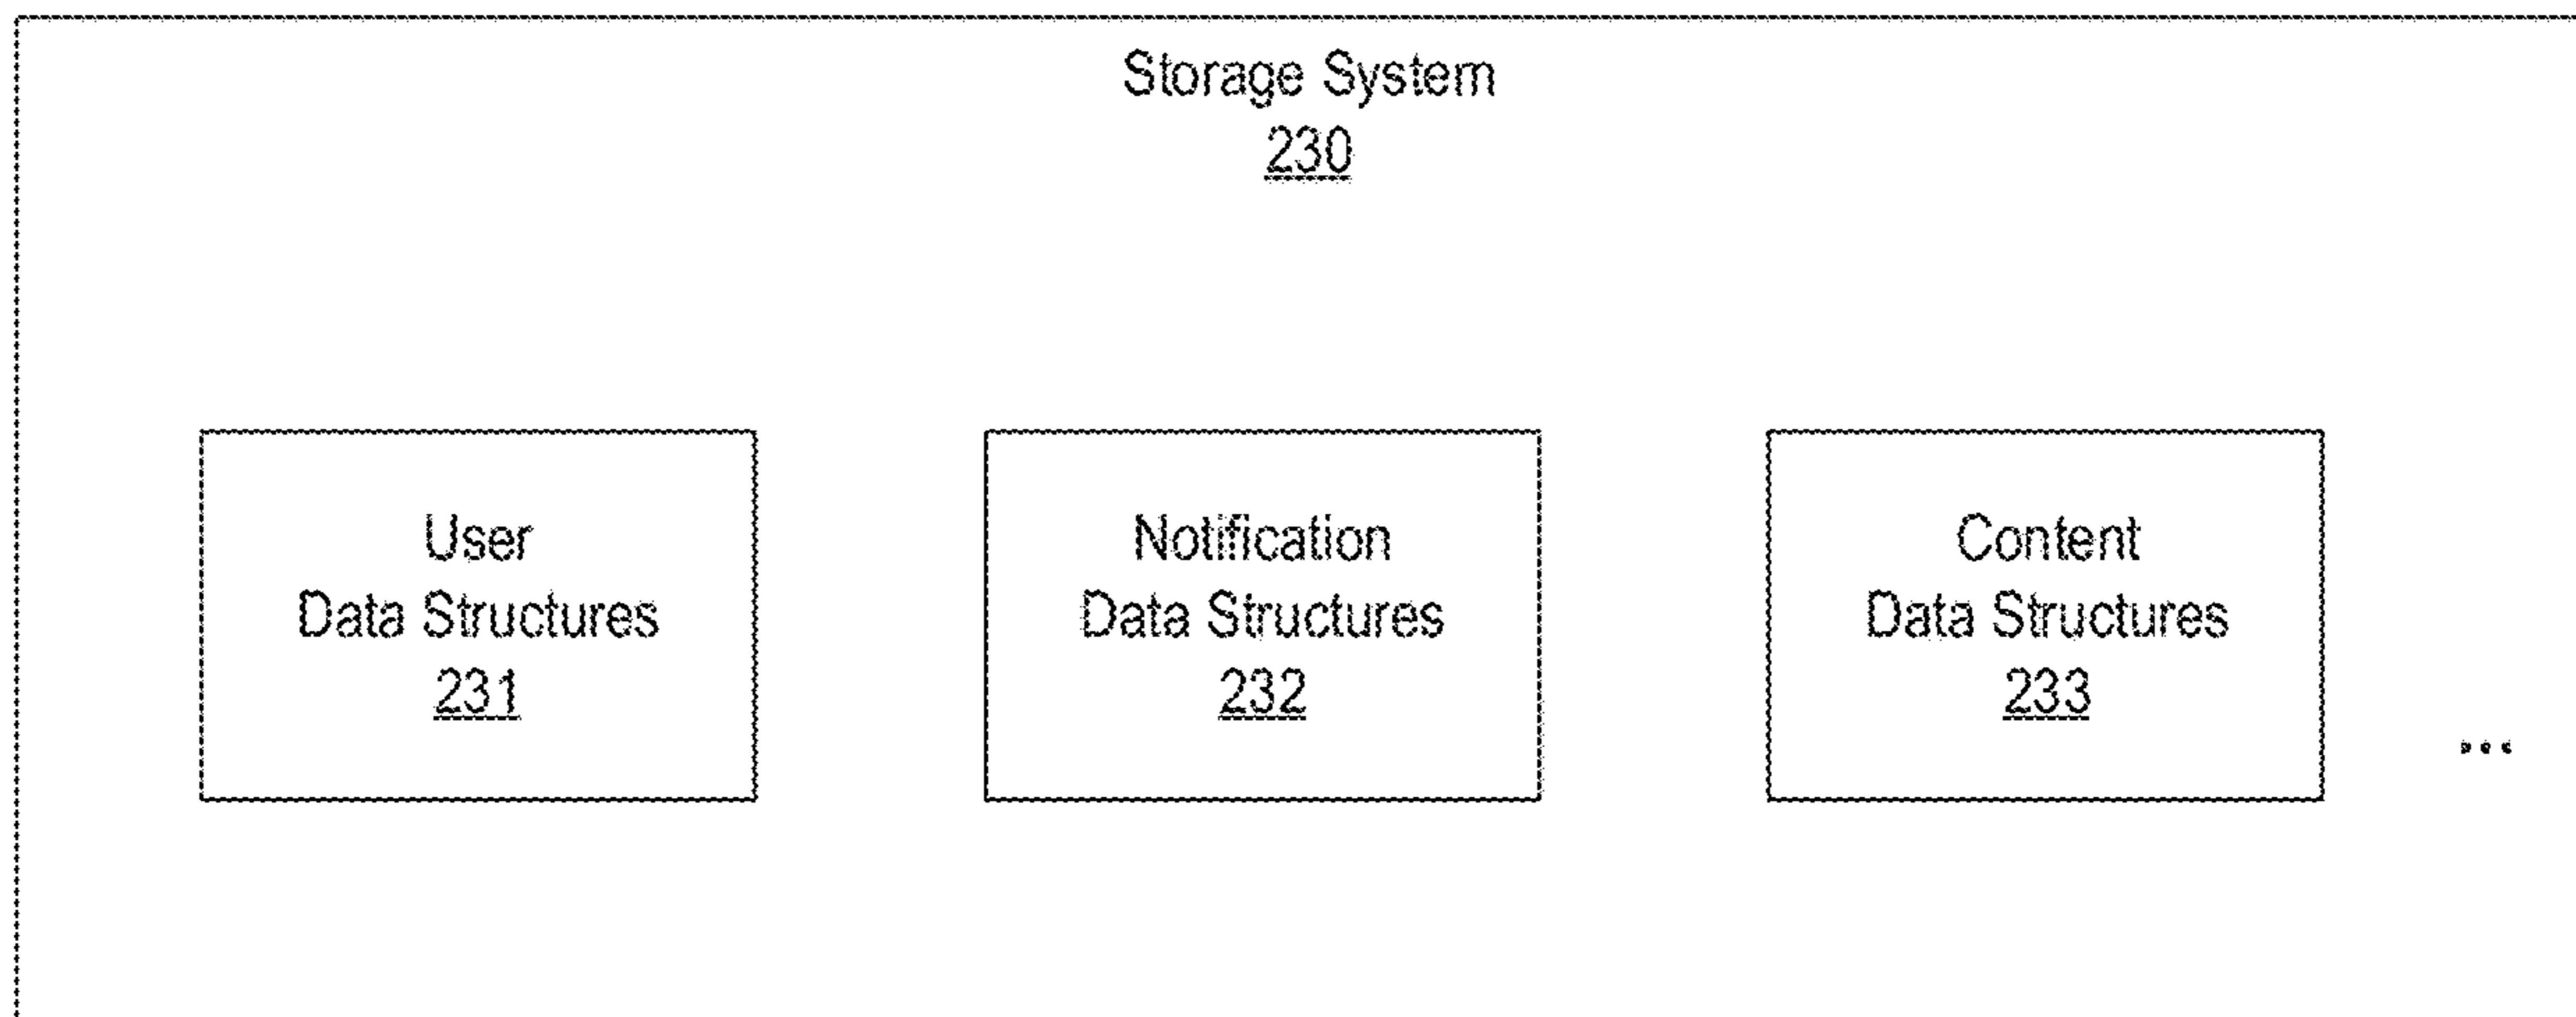 Storage System
230
User
Data Structures
231
Notification
Data Structures
232
Content
Data Structures
233
...